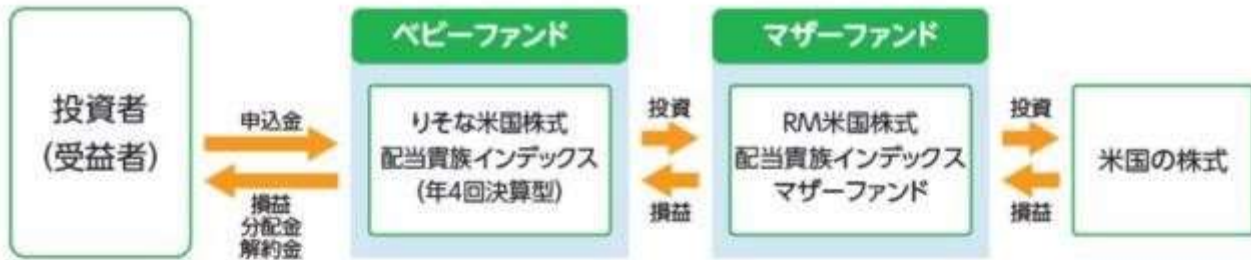 投資者
(受益者)
申込金
損益
分配金
解約金
ベビーファンド
りそな米国株式
配当貴族インデックス
(年4回決算型)
投資
損益
マザーファンド
RM米国株式
配当貴族インデックス
マザーファンド
投資
損益
米国の株式